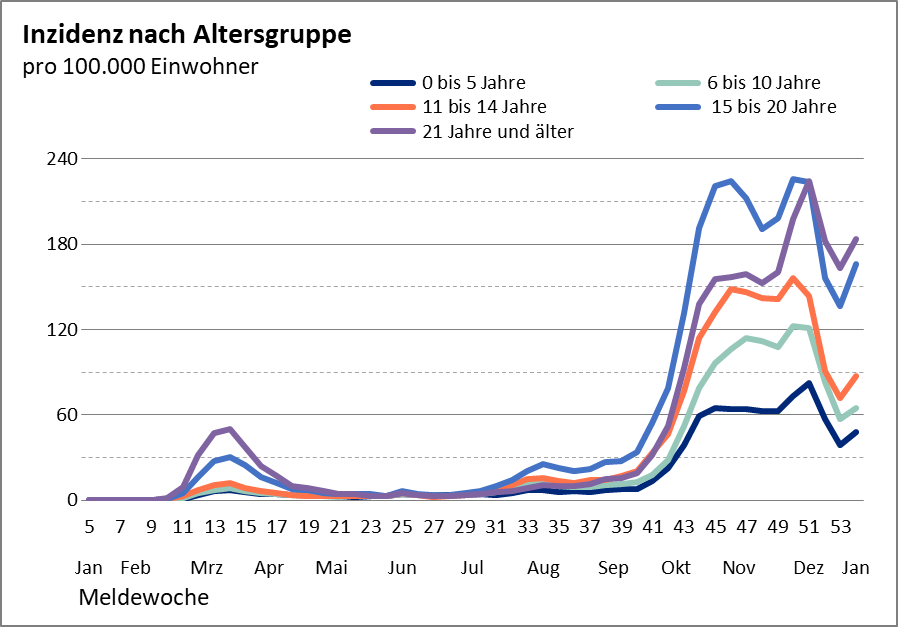 Inzidenz nach Altersgruppe
pro 100.000 Einwohner
0 bis 5 Jahre 6 bis 10 Jahre
11 bis 14 Jahre 15 bis 20 Jahre
21 Jahre und älter
240
180
120
60
0
5 7 9 11 13 15 17 19 21 23 25 27 29 31 33 35 37 39 41 43 45 47 49 51 53
Jan Feb Mrz Apr Mai Jun Jul Aug Sep Okt Nov Dez Jan
Meldewoche